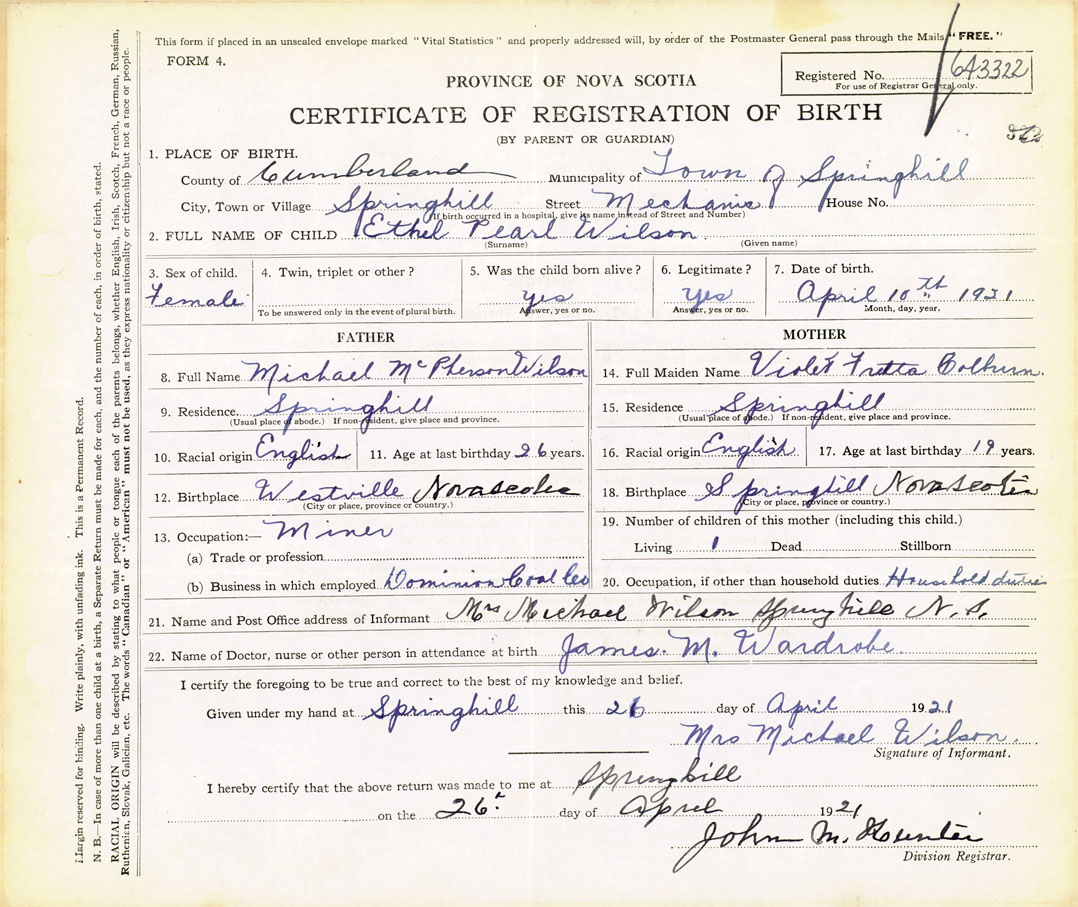 This form if placed in an unsealed envelope marked "Vital Statistics" and properly addressed will, by order of the Postmaster General pass through the Mails "FREE."
FORM 4.
Registered No. 643322
For use of Registrar General only.
PROVINCE OF NOVA SCOTIA
CERTIFICATE OF REGISTRATION OF BIRTH
(BY PARENT OR GUARDIAN)
1. PLACE OF BIRTH.
County of Cumberland Municipality of Town of Springhill
City, Town or Village Springhill Street Mechanic House No.
(If birth occurred in a hospital, give its name instead of Street and Number)
2. FULL NAME OF CHILD Ethel Pearl Wilson
(Surname) (Given name)
3. Sex of child. 4. Twin, triplet or other? 5. Was the child born alive? 6. Legitimate? 7. Date of birth.
Female yes Yes April 10th 1921
To be answered only in the event of plural birth. Answer, yes or no. Answer, yes or no. Month, day, year.
FATHER
8. Full Name Michael McPherson Wilson
9. Residence. Springhill
(Usual place of abode.) If non-resident, give place and province.
10. Racial origin English 11. Age at last birthday 26 years.
12. Birthplace Westville Nova scotia
(City or place, province or country.)
13. Occupation:— Miner
(a) Trade or profession
(b) Business in which employed Dominion Coal Co
MOTHER
14. Full Maiden Name Violet Colburn.
15. Residence Springhill
(Usual place of abode.) If non-resident, give place and province.
16. Racial origin English 17. Age at last birthday 19 years.
18. Birthplace Springhill Nova Scotia
(City or place, province or country.)
19. Number of children of this mother (including this child.)
Living 1 Dead Stillborn
20. Occupation, if other than household duties Household duties
21. Name and Post Office address of Informant Mrs Michael Wilson Springhill N. S.
22. Name of Doctor, nurse or other person in attendance at birth James. M. Wardrobe.
I certify the foregoing to be true and correct to the best of my knowledge and belief.
Given under my hand at Springhill this 26 day of April 1921
Mrs Michael Wilson.
Signature of Informant.
I hereby certify that the above return was made to me at Springhill
on the 26. day of April 1921
John M. Hunter
Division Registrar.
Margin reserved for binding. Write plainly, with unfading ink. This is a Permanent Record.
N. B.—In case of more than one child at a birth, a Separate Return must be made for each, and the number of each, in order of birth, stated.
RACIAL ORIGIN will be described by stating to what people or tongue each of the parents belongs, whether English, Irish, Scotch, French, German, Russian,
Ruthenian, Slovak, Galician, etc. The words "Canadian" or "American" must not be used, as they express nationality or citizenship but not a race or people.